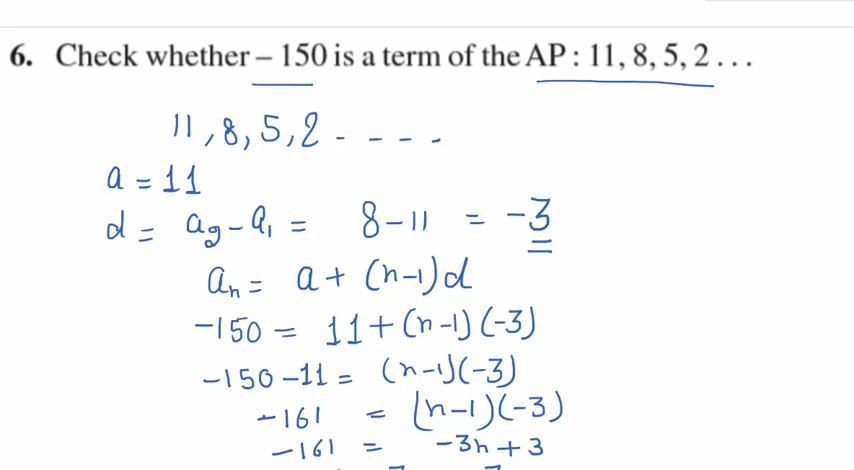 6. Check whether – 150 is a term of the AP : 11, 8, 5, 2 . . .
11, 8, 5, 2 - - - -
a = 11
d = a₂ - a₁ = 8 - 11 = -3
aₙ = a + (n-1)d
-150 = 11 + (n-1)(-3)
-150 - 11 = (n-1)(-3)
-161 = (n-1)(-3)
-161 = -3n + 3